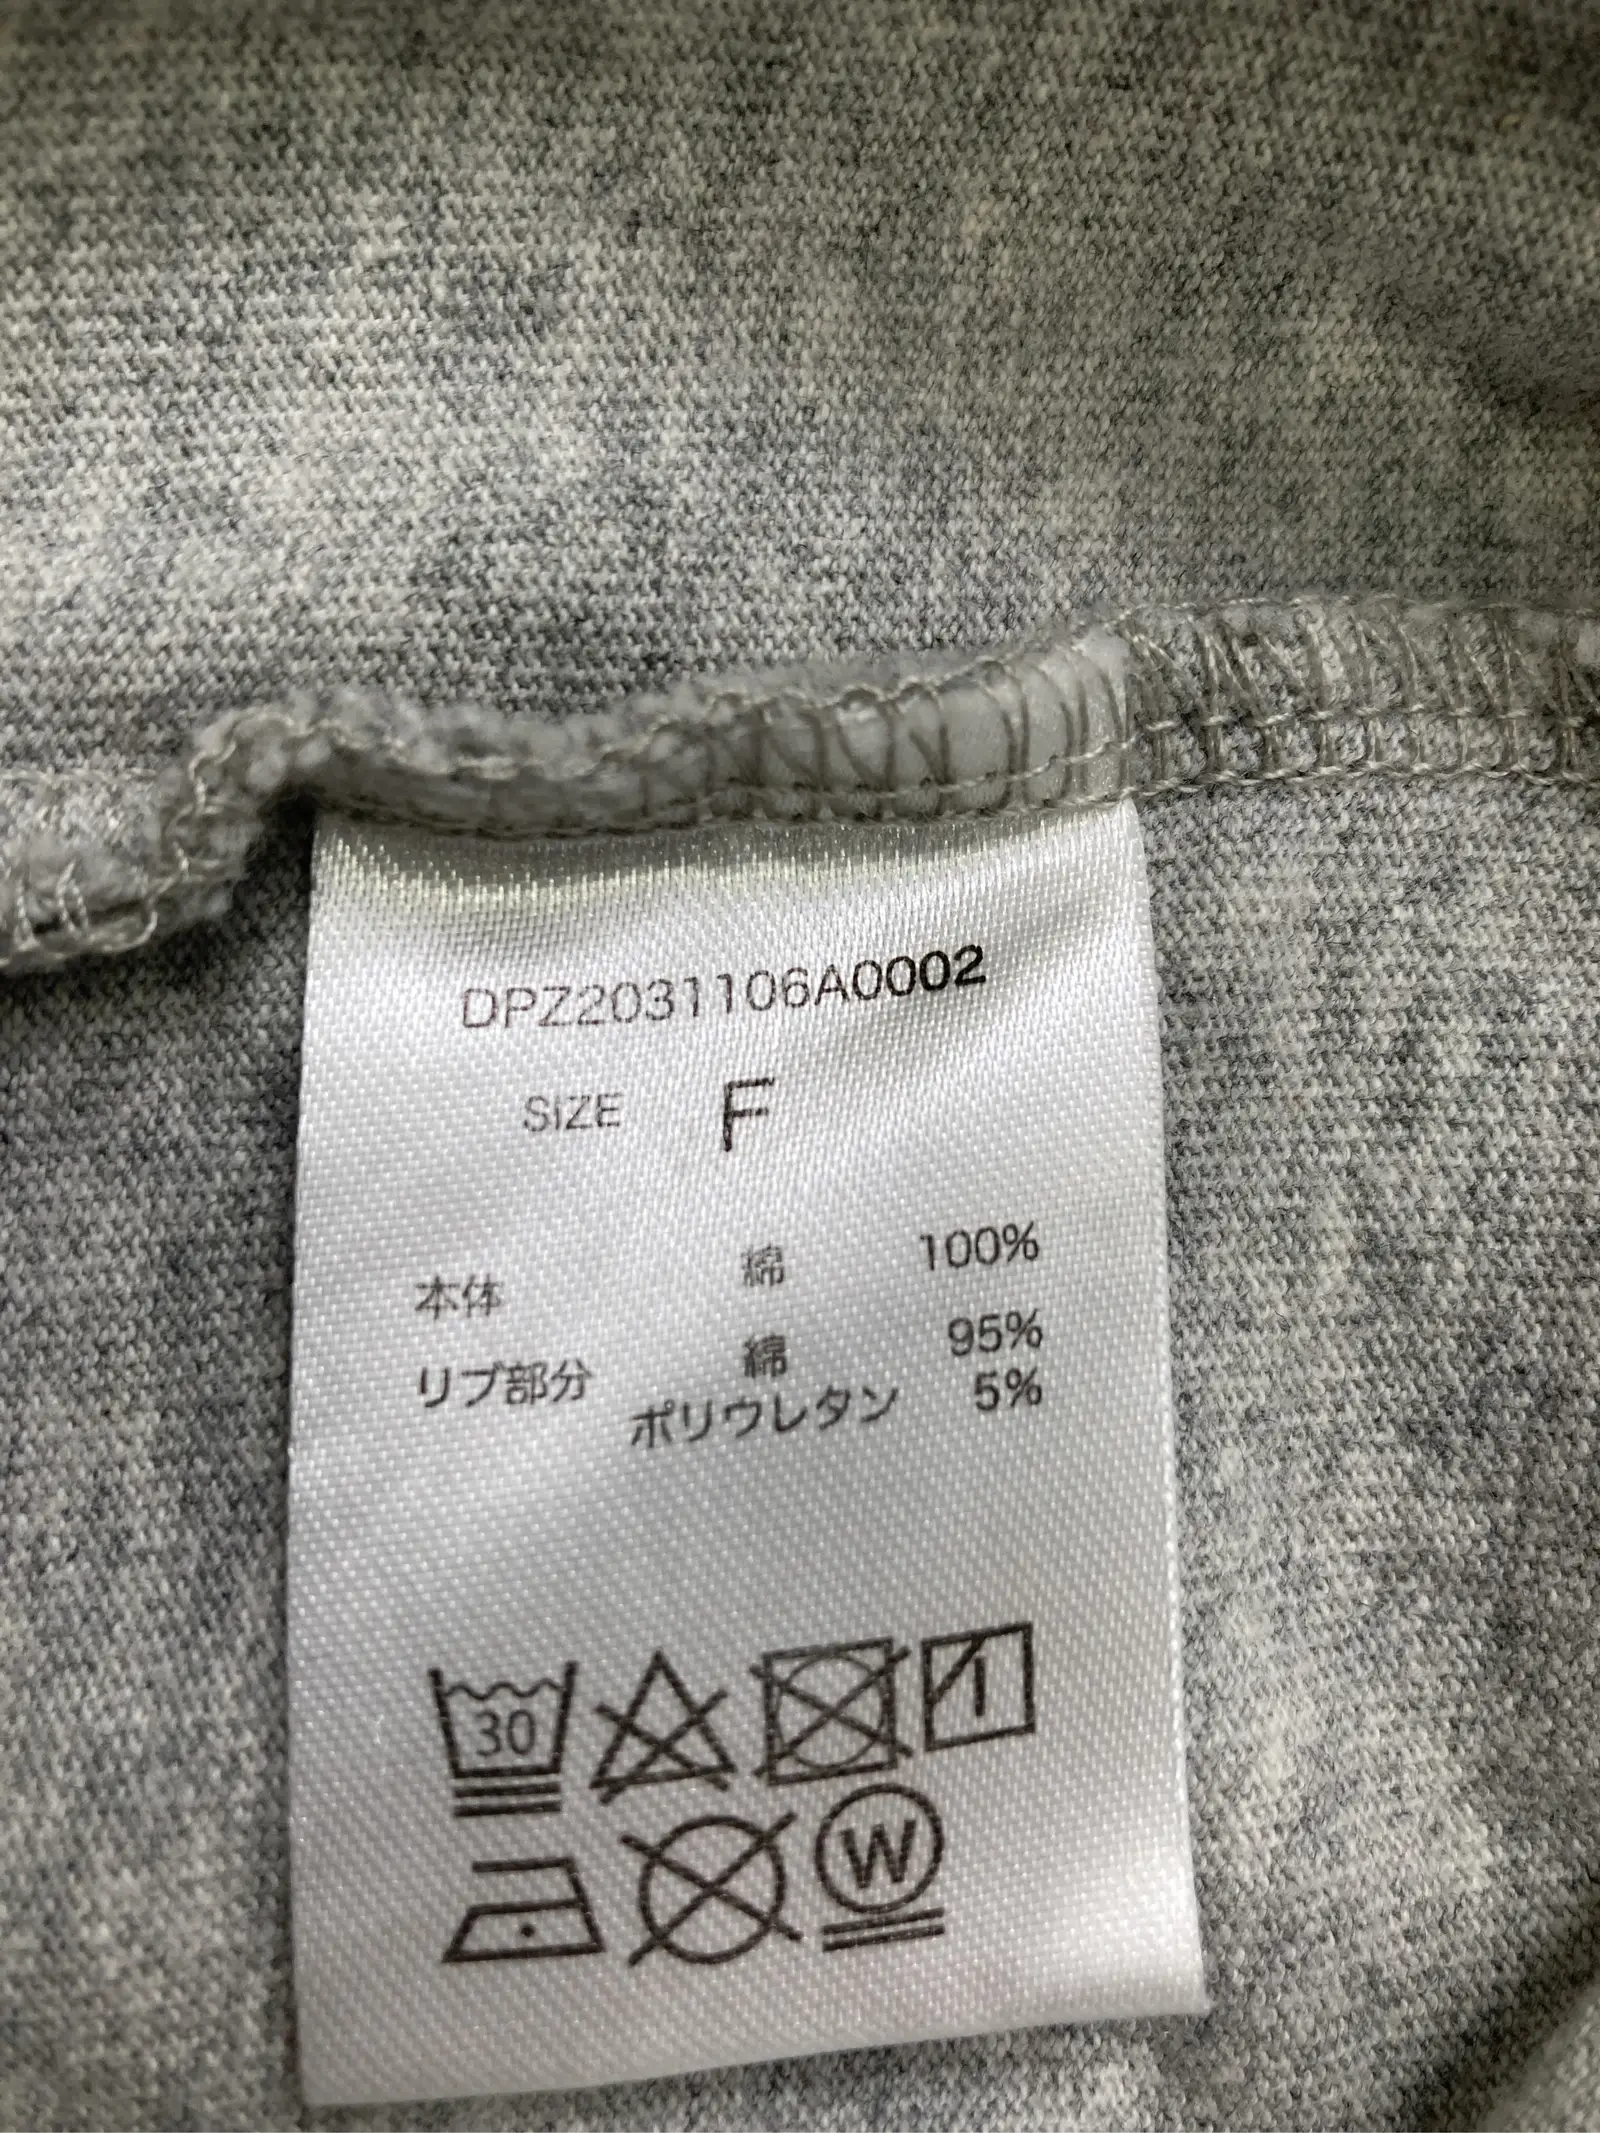 DPZ2031106A0002
SIZE F
本体 綿 100%
リブ部分 綿 95%
ポリウレタン 5%
30
W